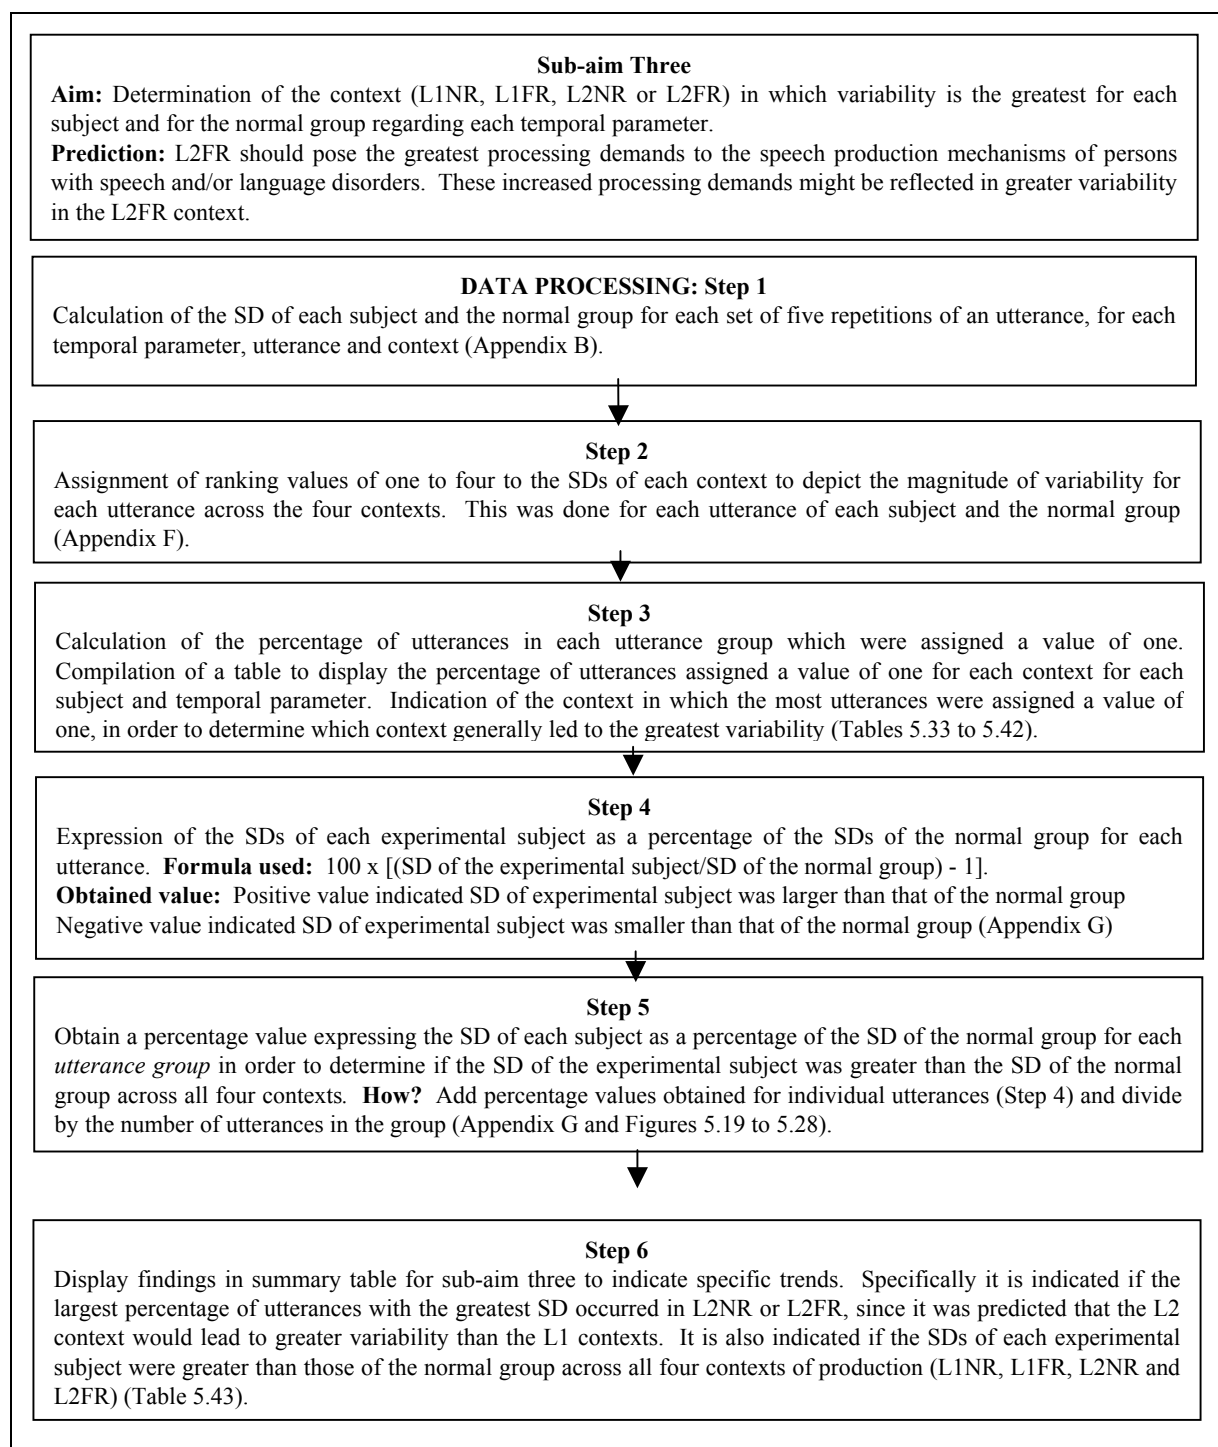 Sub-aim Three
Aim: Determination of the context (L1NR, L1FR, L2NR or L2FR) in which variability is the greatest for each
subject and for the normal group regarding each temporal parameter.
Prediction: L2FR should pose the greatest processing demands to the speech production mechanisms of persons
with speech and/or language disorders. These increased processing demands might be reflected in greater variability
in the L2FR context.
DATA PROCESSING: Step 1
Calculation of the SD of each subject and the normal group for each set of five repetitions of an utterance, for each
temporal parameter, utterance and context (Appendix B).
Step 2
Assignment of ranking values of one to four to the SDs of each context to depict the magnitude of variability for
each utterance across the four contexts. This was done for each utterance of each subject and the normal group
(Appendix F).
Step 3
Calculation of the percentage of utterances in each utterance group which were assigned a value of one.
Compilation of a table to display the percentage of utterances assigned a value of one for each context for each
subject and temporal parameter. Indication of the context in which the most utterances were assigned a value of
one, in order to determine which context generally led to the greatest variability (Tables 5.33 to 5.42).
Step 4
Expression of the SDs of each experimental subject as a percentage of the SDs of the normal group for each
utterance. Formula used: 100 x [(SD of the experimental subject/SD of the normal group) - 1].
Obtained value: Positive value indicated SD of experimental subject was larger than that of the normal group
Negative value indicated SD of experimental subject was smaller than that of the normal group (Appendix G)
Step 5
Obtain a percentage value expressing the SD of each subject as a percentage of the SD of the normal group for each
utterance group in order to determine if the SD of the experimental subject was greater than the SD of the normal
group across all four contexts. How? Add percentage values obtained for individual utterances (Step 4) and divide
by the number of utterances in the group (Appendix G and Figures 5.19 to 5.28).
Step 6
Display findings in summary table for sub-aim three to indicate specific trends. Specifically it is indicated if the
largest percentage of utterances with the greatest SD occurred in L2NR or L2FR, since it was predicted that the L2
context would lead to greater variability than the L1 contexts. It is also indicated if the SDs of each experimental
subject were greater than those of the normal group across all four contexts of production (L1NR, L1FR, L2NR and
L2FR) (Table 5.43).